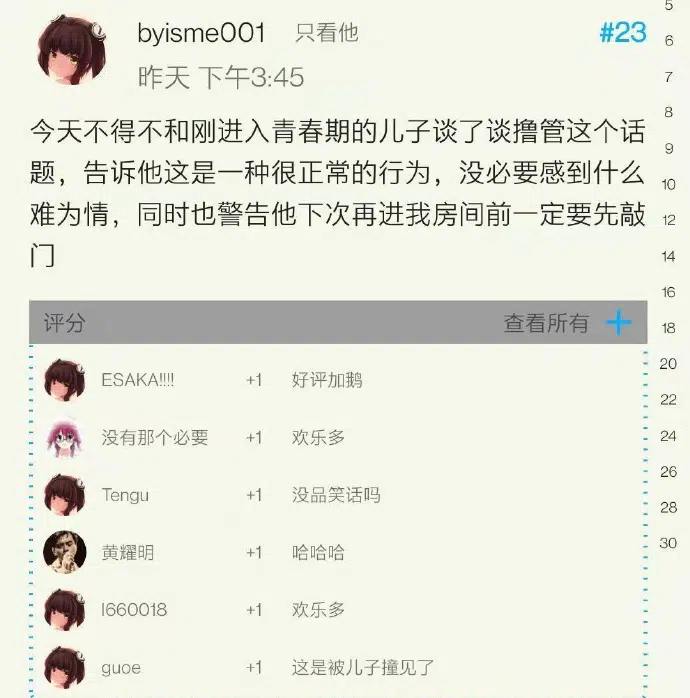 byisme001 只看他 #23
昨天 下午3:45
今天不得不和刚进入青春期的儿子谈了谈撸管这个话
题，告诉他这是一种很正常的行为，没必要感到什么
难为情，同时也警告他下次再进我房间前一定要先敲
门
评分 查看所有 +
ESAKA!!!! +1 好评加鹅
没有那个必要 +1 欢乐多
Tengu +1 没品笑话吗
黄耀明 +1 哈哈哈
l660018 +1 欢乐多
guoe +1 这是被儿子撞见了
5
6
7
8
9
10
12
14
16
18
20
22
24
26
28
30